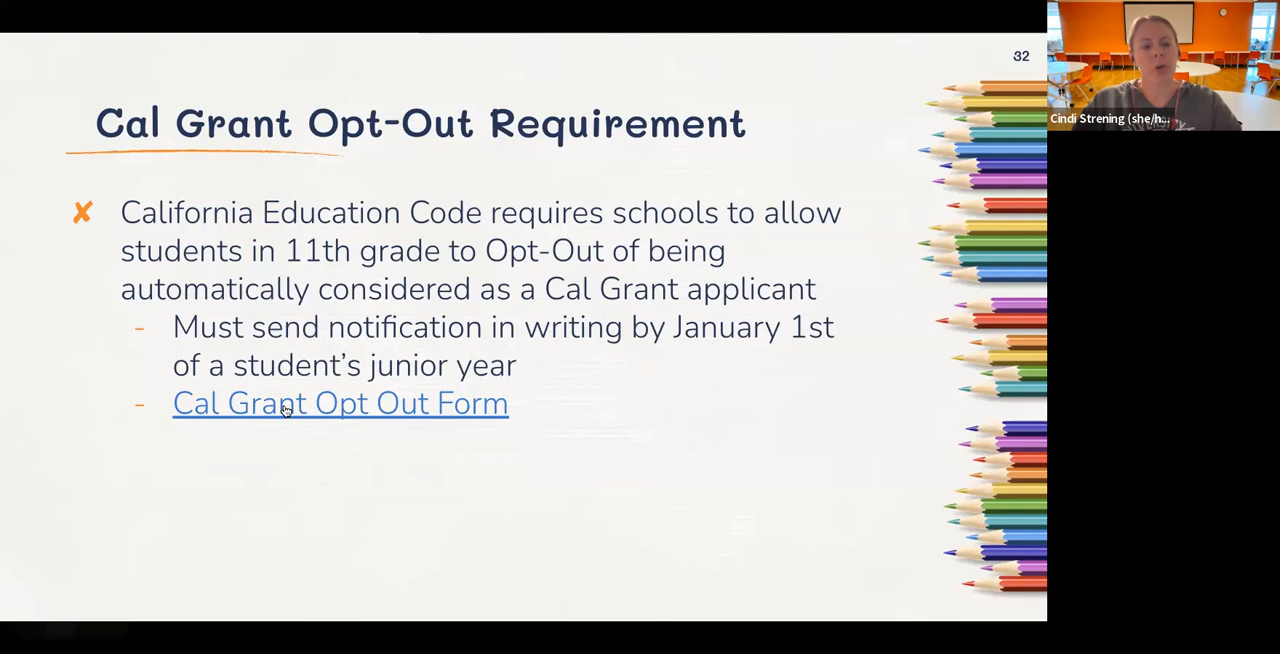 32
Cal Grant Opt-Out Requirement
✘ California Education Code requires schools to allow
students in 11th grade to Opt-Out of being
automatically considered as a Cal Grant applicant
- Must send notification in writing by January 1st
of a student’s junior year
- Cal Grant Opt Out Form
Cindi Strening (she/h...